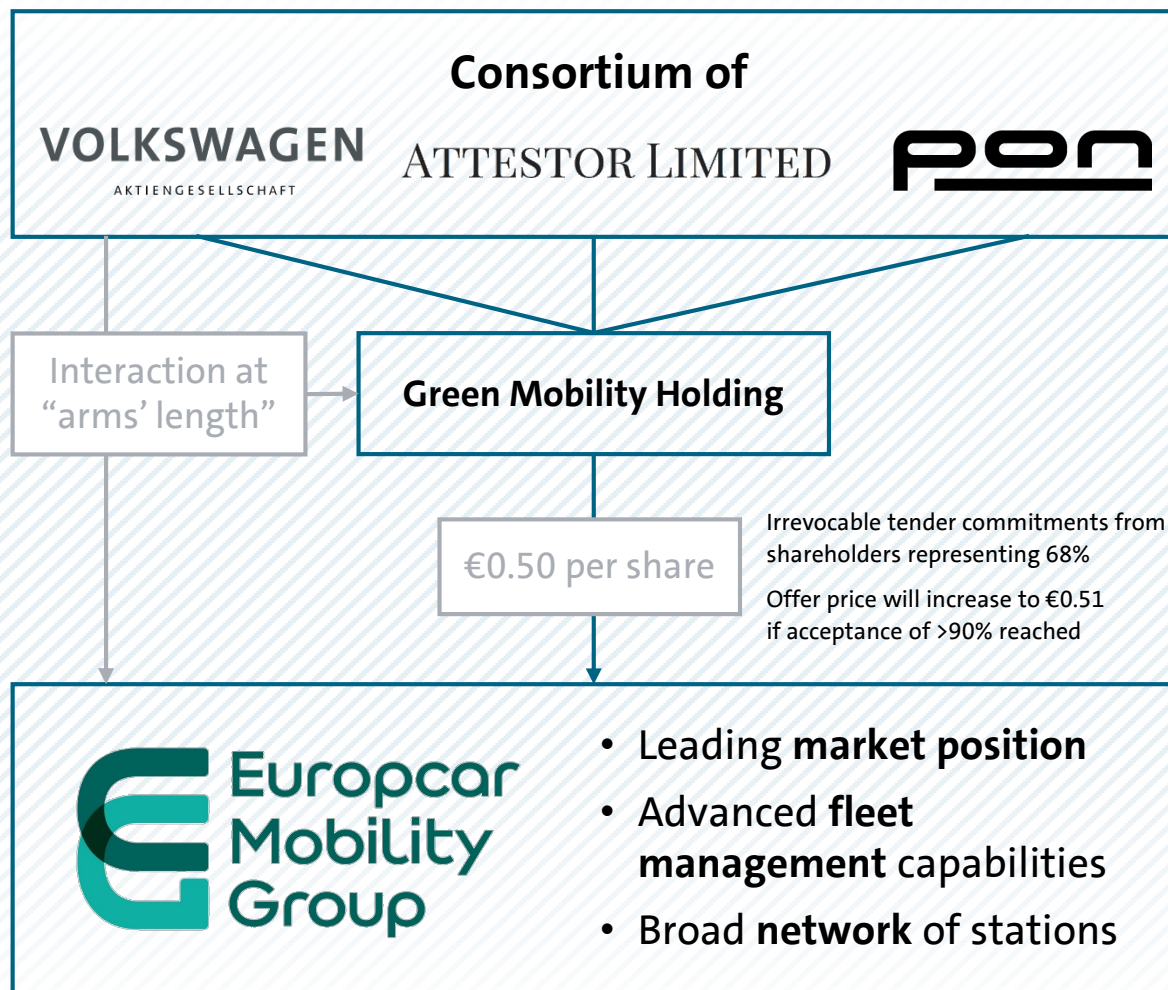 Consortium of
VOLKSWAGEN
AKTIENGESELLSCHAFT
ATTESTOR LIMITED
pon
Interaction at
“arms’ length”
Green Mobility Holding
€0.50 per share
Irrevocable tender commitments from
shareholders representing 68%
Offer price will increase to €0.51
if acceptance of >90% reached
Europcar
Mobility
Group
• Leading market position
• Advanced fleet
management capabilities
• Broad network of stations